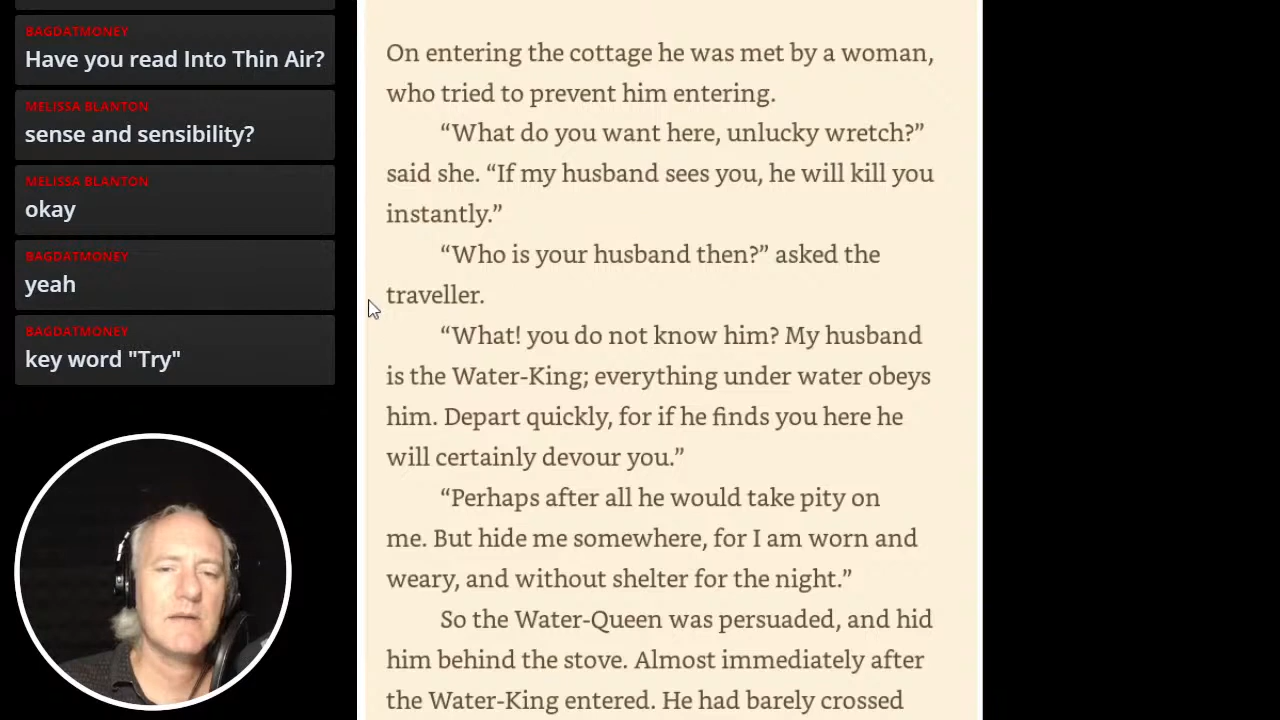 BAGDATMONEY
Have you read Into Thin Air?
MELISSA BLANTON
sense and sensibility?
MELISSA BLANTON
okay
BAGDATMONEY
yeah
BAGDATMONEY
key word "Try"
On entering the cottage he was met by a woman,
who tried to prevent him entering.
“What do you want here, unlucky wretch?”
said she. “If my husband sees you, he will kill you
instantly.”
“Who is your husband then?” asked the
traveller.
“What! you do not know him? My husband
is the Water-King; everything under water obeys
him. Depart quickly, for if he finds you here he
will certainly devour you.”
“Perhaps after all he would take pity on
me. But hide me somewhere, for I am worn and
weary, and without shelter for the night.”
So the Water-Queen was persuaded, and hid
him behind the stove. Almost immediately after
the Water-King entered. He had barely crossed